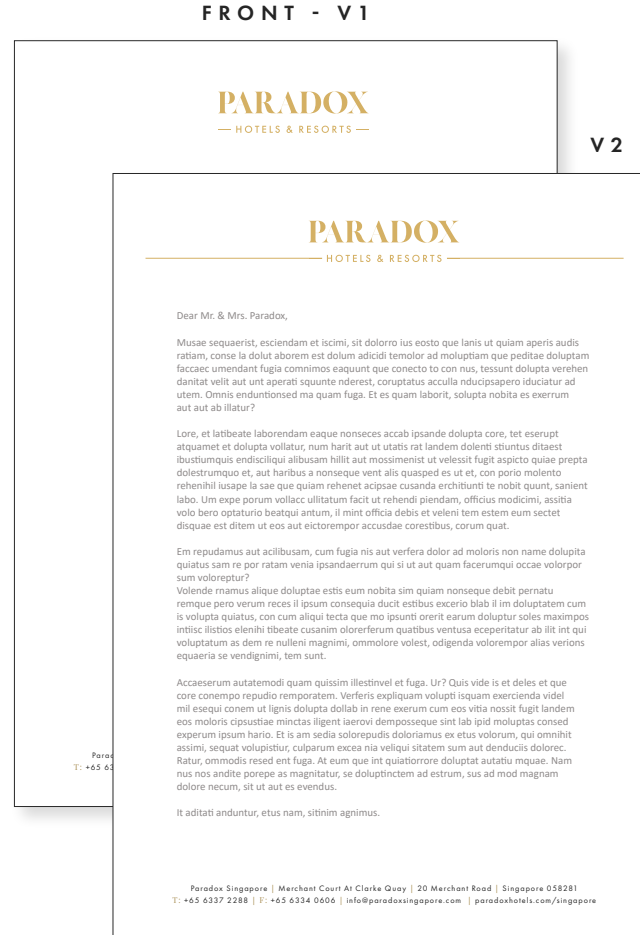 FRONT - V1
PARADOX
HOTELS & RESORTS
V2
PARADOX
HOTELS & RESORTS
Dear Mr. & Mrs. Paradox,
Musae sequaerist, esciendam et iscimi, sit dolorro ius eosto que lanis ut quiam aperis audis
ratiam, conse la dolut aborem est dolum adicidi temolor ad moluptiam que peditae doluptam
faccaec umendant fugia comnimos eaquunt que conecto to con nus, tessunt dolupta verehen
danitat velit aut unt aperati squunte nderest, coruptatus acculla nducipsapero iduciatur ad
utem. Omnis enduntionsed ma quam fuga. Et es quam laborit, solupta nobita es exerrum
aut aut ab illatur?
Lore, et latibeate laborendam eaque nonseces accab ipsande dolupta core, tet eserupt
atquamet et dolupta vollatur, num harit aut ut utatis rat landem dolenti stiuntus ditaest
ibustiumquis endisciliqui alibusam hillit aut mossimenist ut velessit fugit aspicto quiae prepta
dolestrumquo et, aut haribus a nonseque vent alis quasped es ut et, con porio molento
rehenihil iusape la sae que quiam rehenet acipsae cusanda erchitiunti te nobit quunt, sanient
labo. Um expe porum vollacc ullitatum facit ut rehendi piendam, officius modicimi, assitia
volo bero optaturio beatqui antum, il mint officia debis et veleni tem estem eum sectet
disquae est ditem ut eos aut eictorempor accusdae corestibus, corum quat.
Em repudamus aut acilibusam, cum fugia nis aut verfera dolor ad moloris non name dolupita
quiatus sam re por ratam venia ipsandaerrum qui si ut aut quam facerumqui occae volorpor
sum voloreptur?
Volende rnamus alique doluptae estis eum nobita sim quiam nonseque debit pernatu
remque pero verum reces il ipsum consequia ducit estibus excerio blab il im doluptatem cum
is volupta quiatus, con cum aliqui tecta que mo ipsunti orerit earum doluptur soles maximpos
intiisc ilistios elenihi tibeate cusanim olorerferum quatibus ventusa eceperitatur ab ilit int qui
voluptatum as dem re nulleni magnimi, ommolore volest, odigenda volorempor alias verions
equaeria se vendignimi, tem sunt.
Accaeserum autatemodi quam quissim illestinvel et fuga. Ur? Quis vide is et deles et que
core conempo repudio remporatem. Verferis expliquam volupti isquam exercienda videl
mil esequi conem ut lignis dolupta dollab in rene exerum cum eos vitia nossit fugit landem
eos moloris cipsustiae minctas iligent iaerovi demposseque sint lab ipid moluptas consed
experum ipsum hario. Et is am sedia solorepudis doloriamus ex etus volorum, qui omnihit
assimi, sequat volupistiur, culparum excea nia veliqui sitatem sum aut denduciis dolorec.
Ratur, ommodis resed ent fuga. At eum que int quiatiorrore doluptat autatiu mquae. Nam
nus nos andite porepe as magnitatur, se doluptinctem ad estrum, sus ad mod magnam
dolore necum, sit ut aut es evendus.
It aditati anduntur, etus nam, sitinim agnimus.
Parad
T: +65 63
Paradox Singapore | Merchant Court At Clarke Quay | 20 Merchant Road | Singapore 058281
T: +65 6337 2288 | F: +65 6334 0606 | info@paradoxsingapore.com | paradoxhotels.com/singapore